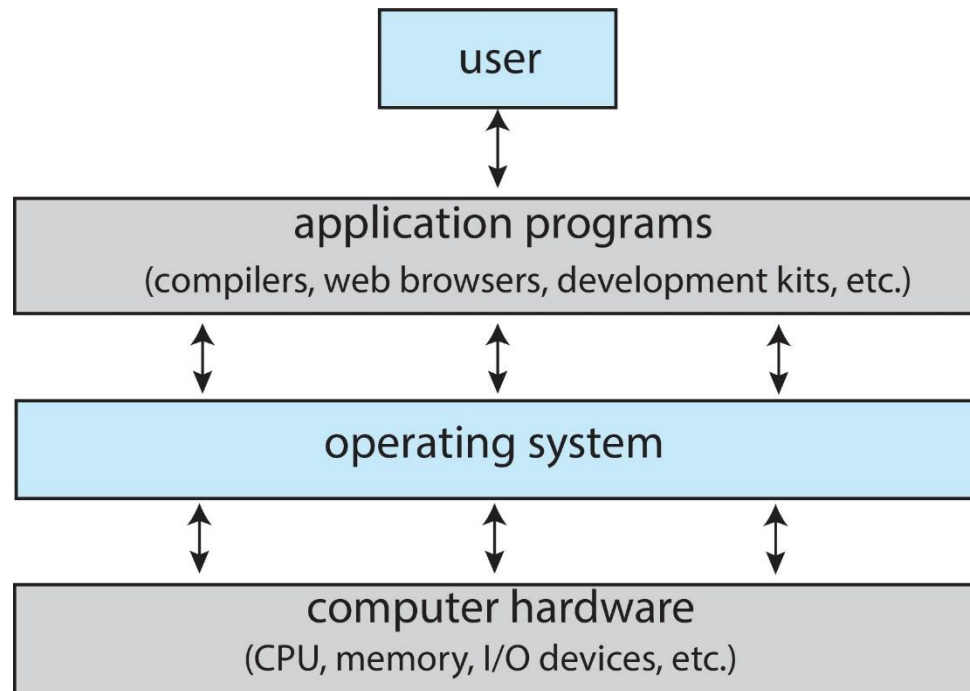 user
application programs
(compilers, web browsers, development kits, etc.)
operating system
computer hardware
(CPU, memory, I/O devices, etc.)